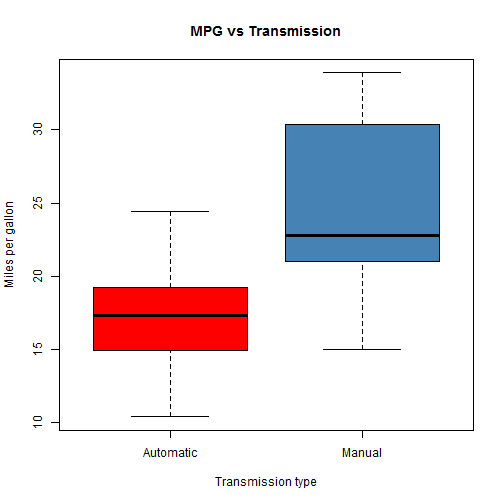 MPG vs Transmission
Miles per gallon
30
25
20
15
10
Automatic Manual
Transmission type